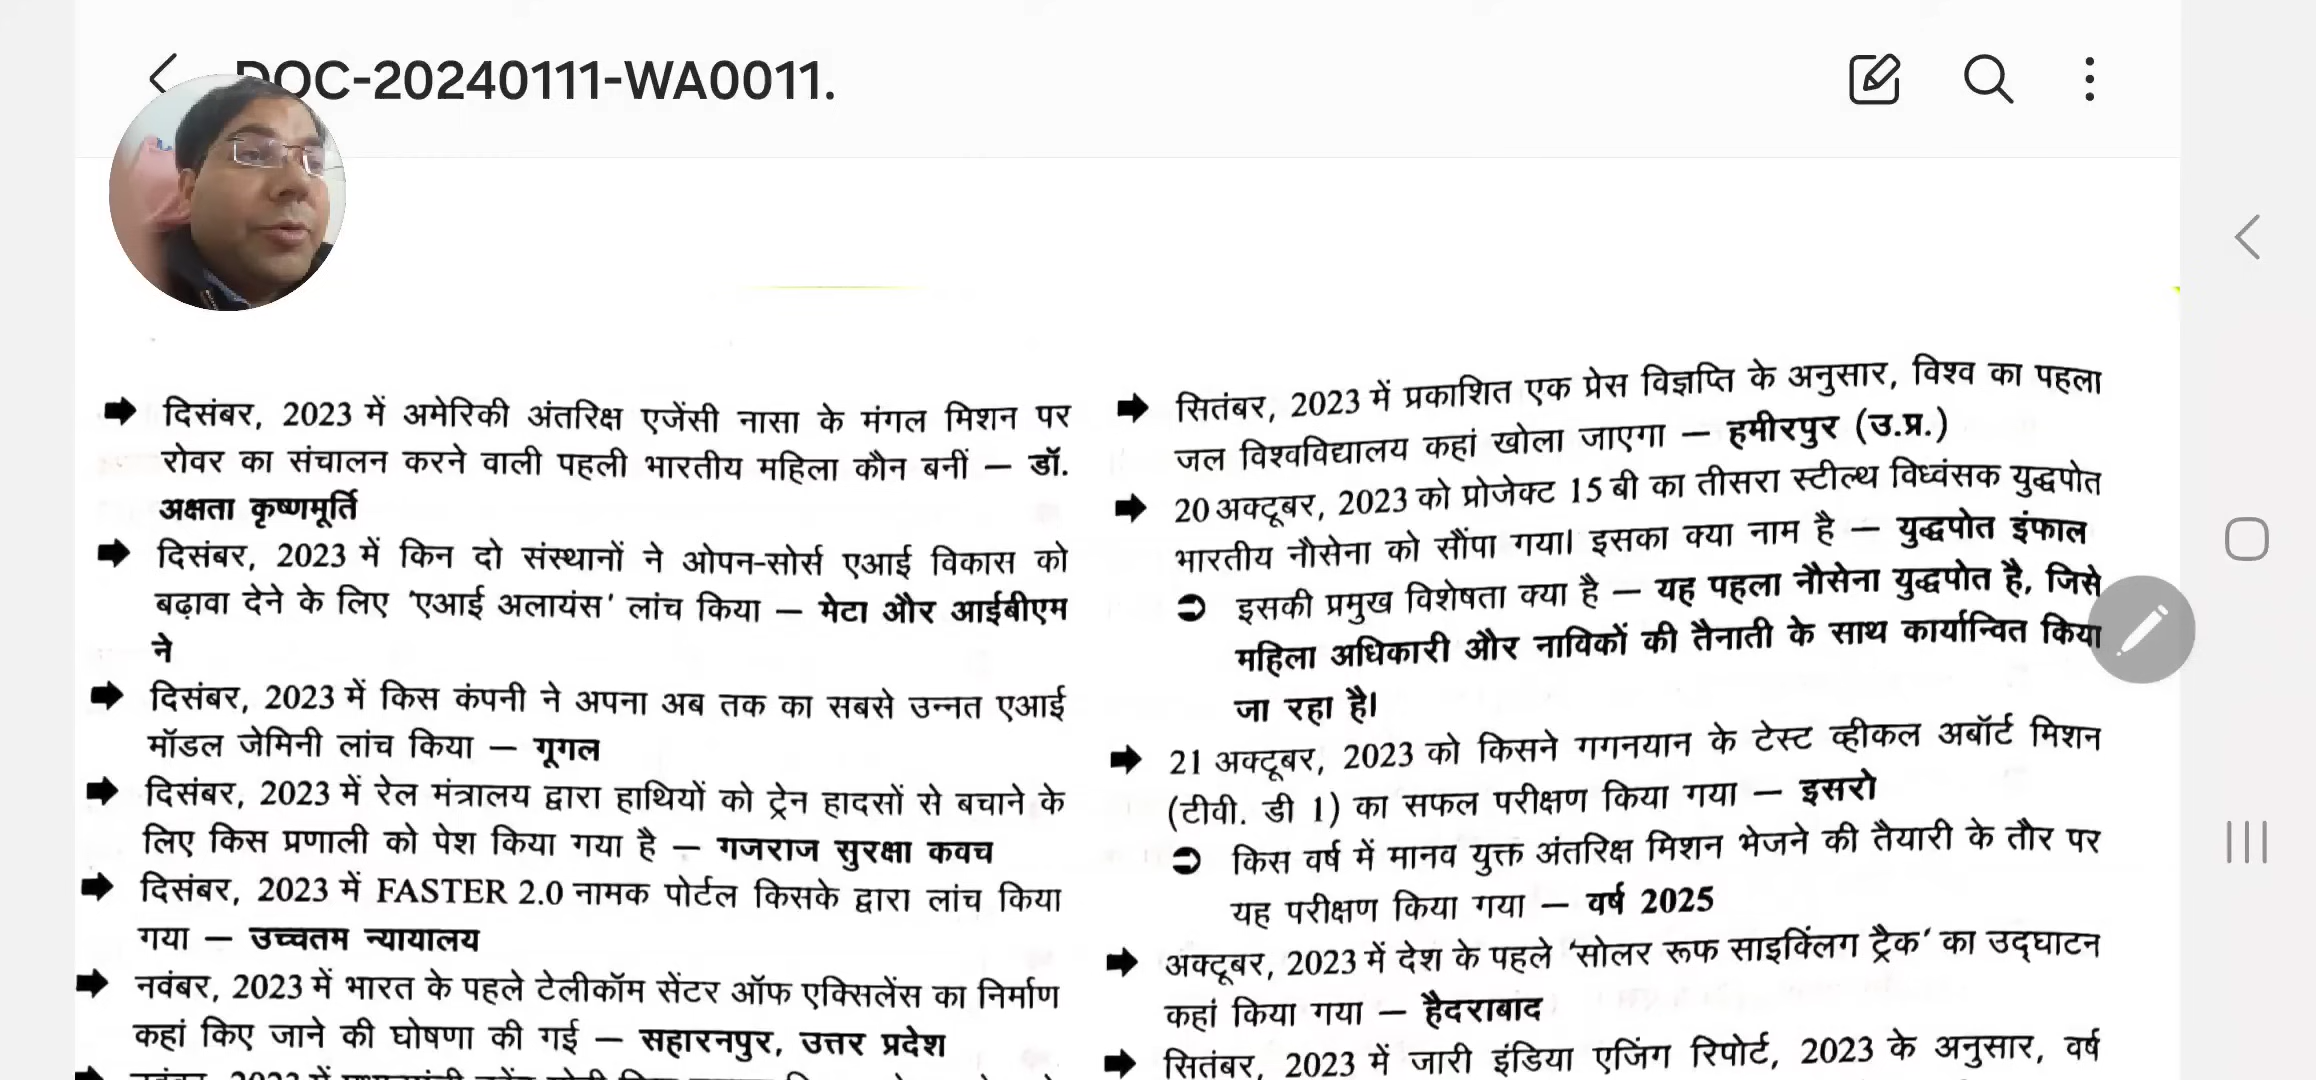 DOC-20240111-WA0011.
दिसंबर, 2023 में अमेरिकी अंतरिक्ष एजेंसी नासा के मंगल मिशन पर
रोवर का संचालन करने वाली पहली भारतीय महिला कौन बनीं – डॉ.
अक्षता कृष्णमूर्ति
दिसंबर, 2023 में किन दो संस्थानों ने ओपन-सोर्स एआई विकास को
बढ़ावा देने के लिए ‘एआई अलायंस’ लांच किया – मेटा और आईबीएम
ने
दिसंबर, 2023 में किस कंपनी ने अपना अब तक का सबसे उन्नत एआई
मॉडल जेमिनी लांच किया – गूगल
दिसंबर, 2023 में रेल मंत्रालय द्वारा हाथियों को ट्रेन हादसों से बचाने के
लिए किस प्रणाली को पेश किया गया है – गजराज सुरक्षा कवच
दिसंबर, 2023 में FASTER 2.0 नामक पोर्टल किसके द्वारा लांच किया
गया – उच्चतम न्यायालय
नवंबर, 2023 में भारत के पहले टेलीकॉम सेंटर ऑफ एक्सिलेंस का निर्माण
कहां किए जाने की घोषणा की गई – सहारनपुर, उत्तर प्रदेश
सितंबर, 2023 में प्रकाशित एक प्रेस विज्ञप्ति के अनुसार, विश्व का पहला
जल विश्वविद्यालय कहां खोला जाएगा – हमीरपुर (उ.प्र.)
20 अक्टूबर, 2023 को प्रोजेक्ट 15 बी का तीसरा स्टील्थ विध्वंसक युद्धपोत
भारतीय नौसेना को सौंपा गया। इसका क्या नाम है – युद्धपोत इंफाल
इसकी प्रमुख विशेषता क्या है – यह पहला नौसेना युद्धपोत है, जिसे
महिला अधिकारी और नाविकों की तैनाती के साथ कार्यान्वित किया
जा रहा है।
21 अक्टूबर, 2023 को किसने गगनयान के टेस्ट व्हीकल अबॉर्ट मिशन
(टीवी. डी 1) का सफल परीक्षण किया गया – इसरो
किस वर्ष में मानव युक्त अंतरिक्ष मिशन भेजने की तैयारी के तौर पर
यह परीक्षण किया गया – वर्ष 2025
अक्टूबर, 2023 में देश के पहले ‘सोलर रूफ साइक्लिंग ट्रैक’ का उद्घाटन
कहां किया गया – हैदराबाद
सितंबर, 2023 में जारी इंडिया एजिंग रिपोर्ट, 2023 के अनुसार, वर्ष